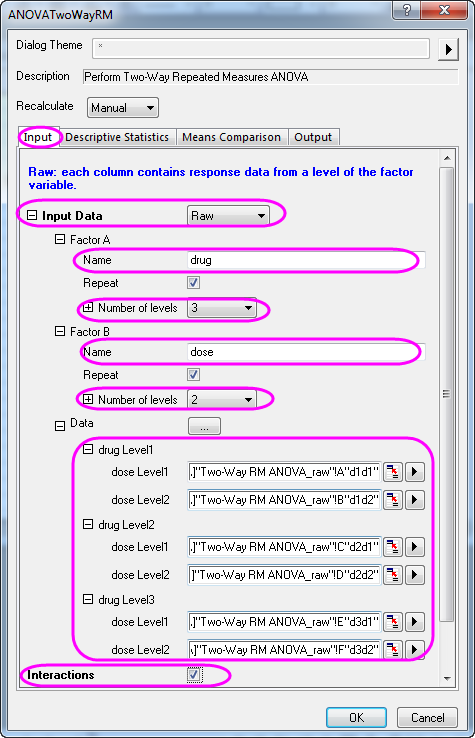 ANOVATwoWayRM
Dialog Theme *
Description Perform Two-Way Repeated Measures ANOVA
Recalculate Manual
Input Descriptive Statistics Means Comparison Output
Raw: each column contains response data from a level of the factor
variable.
Input Data Raw
Factor A
Name drug
Repeat
Number of levels 3
Factor B
Name dose
Repeat
Number of levels 2
Data ...
drug Level1
dose Level1 .]"Two-Way RM ANOVA_raw"!A"d1d1"
dose Level2 .]"Two-Way RM ANOVA_raw"!B"d1d2"
drug Level2
dose Level1 .]"Two-Way RM ANOVA_raw"!C"d2d1"
dose Level2 ]"Two-Way RM ANOVA_raw"!D"d2d2"
drug Level3
dose Level1 .]"Two-Way RM ANOVA_raw"!E"d3d1"
dose Level2 ]"Two-Way RM ANOVA_raw"!F"d3d2"
Interactions
OK Cancel